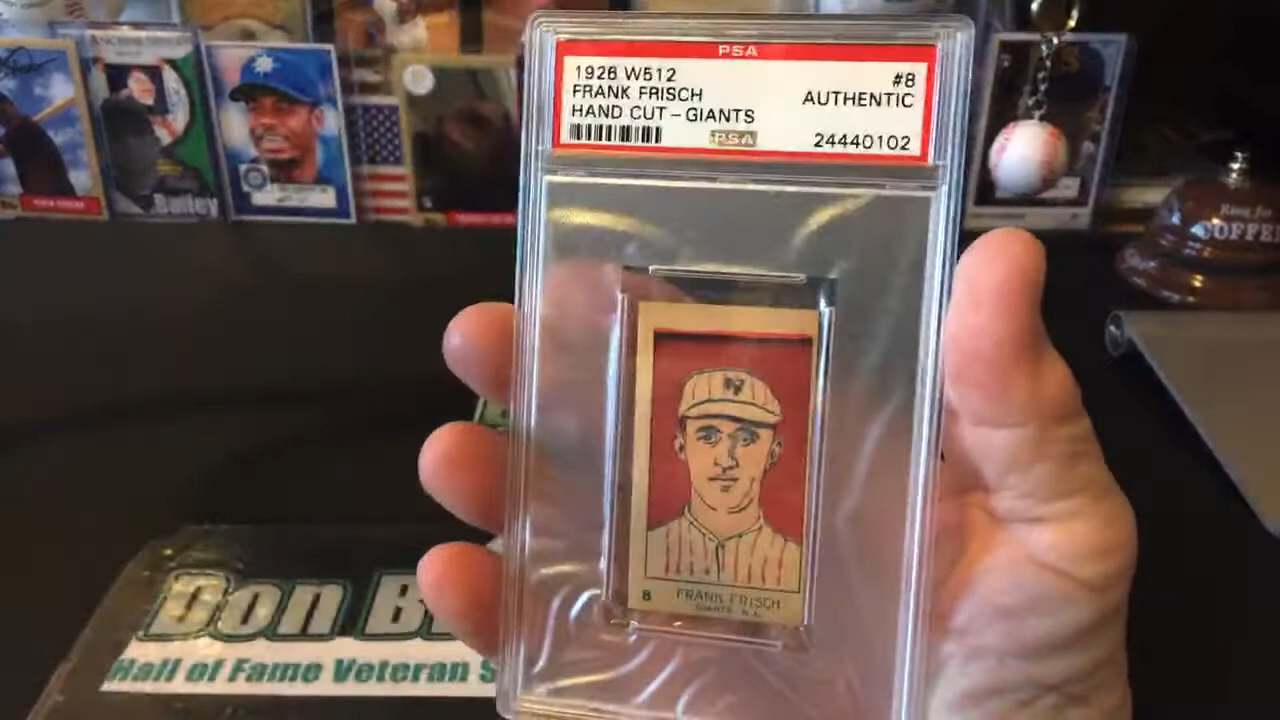 PSA
1926 W512
#8
FRANK FRISCH
AUTHENTIC
HAND CUT-GIANTS
PSA
24440102
Bailey
COFFE
8
FRANK FRISCH
GIANTS
Don B
Hall of Fame Veteran S